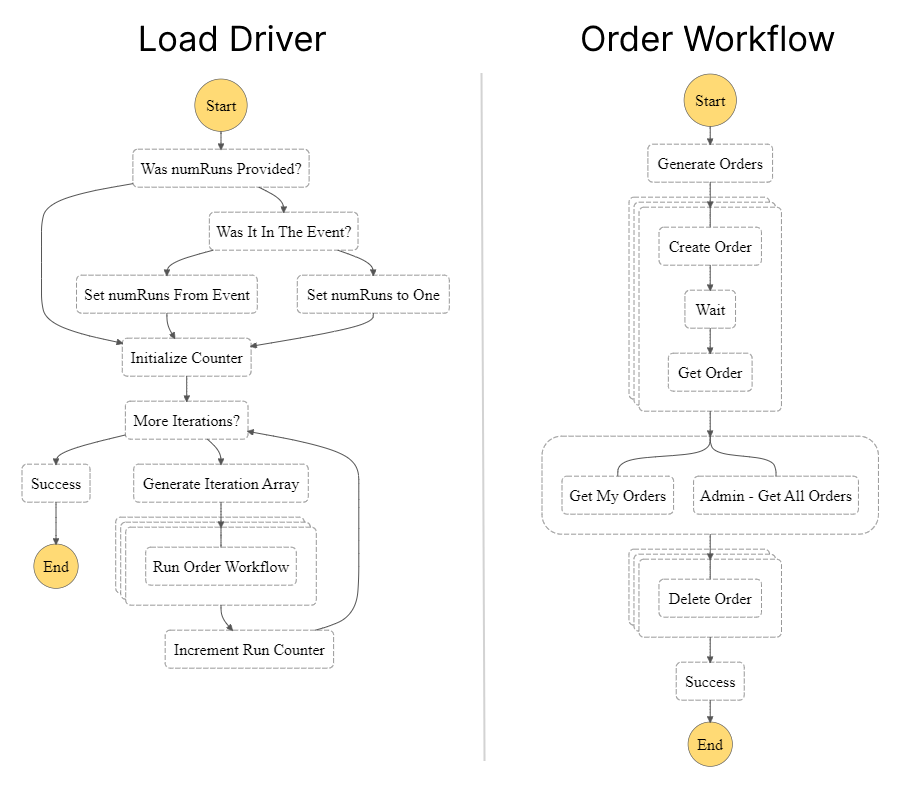 Load Driver
Start
Was numRuns Provided?
Was It In The Event?
Set numRuns From Event
Set numRuns to One
Initialize Counter
More Iterations?
Success
Generate Iteration Array
End
Run Order Workflow
Increment Run Counter
Order Workflow
Start
Generate Orders
Create Order
Wait
Get Order
Get My Orders
Admin - Get All Orders
Delete Order
Success
End